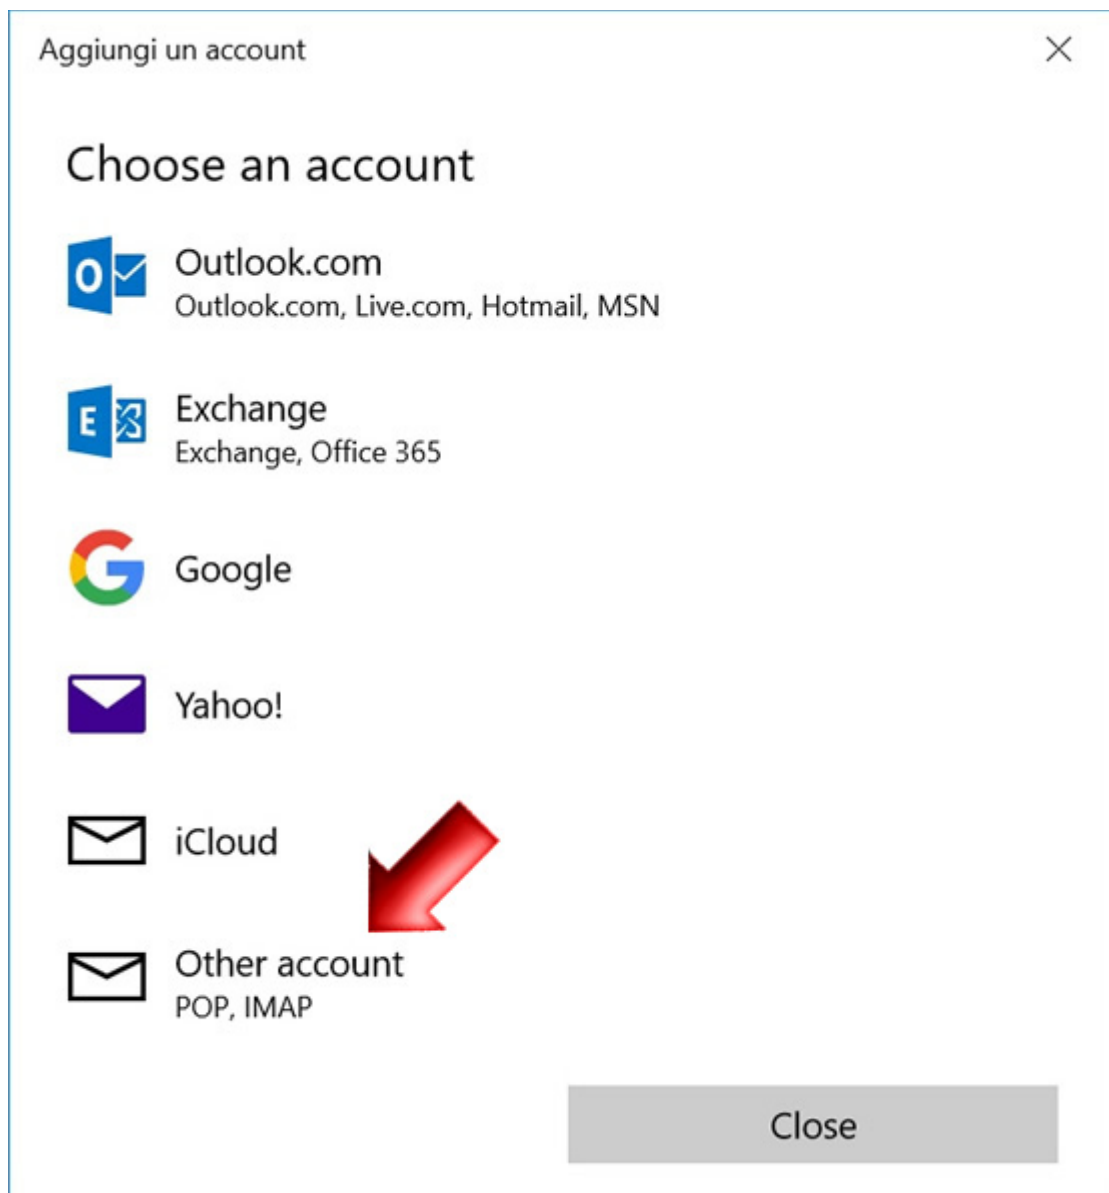 Aggiungi un account
Choose an account
Outlook.com
Outlook.com, Live.com, Hotmail, MSN
Exchange
Exchange, Office 365
Google
Yahoo!
iCloud
Other account
POP, IMAP
Close